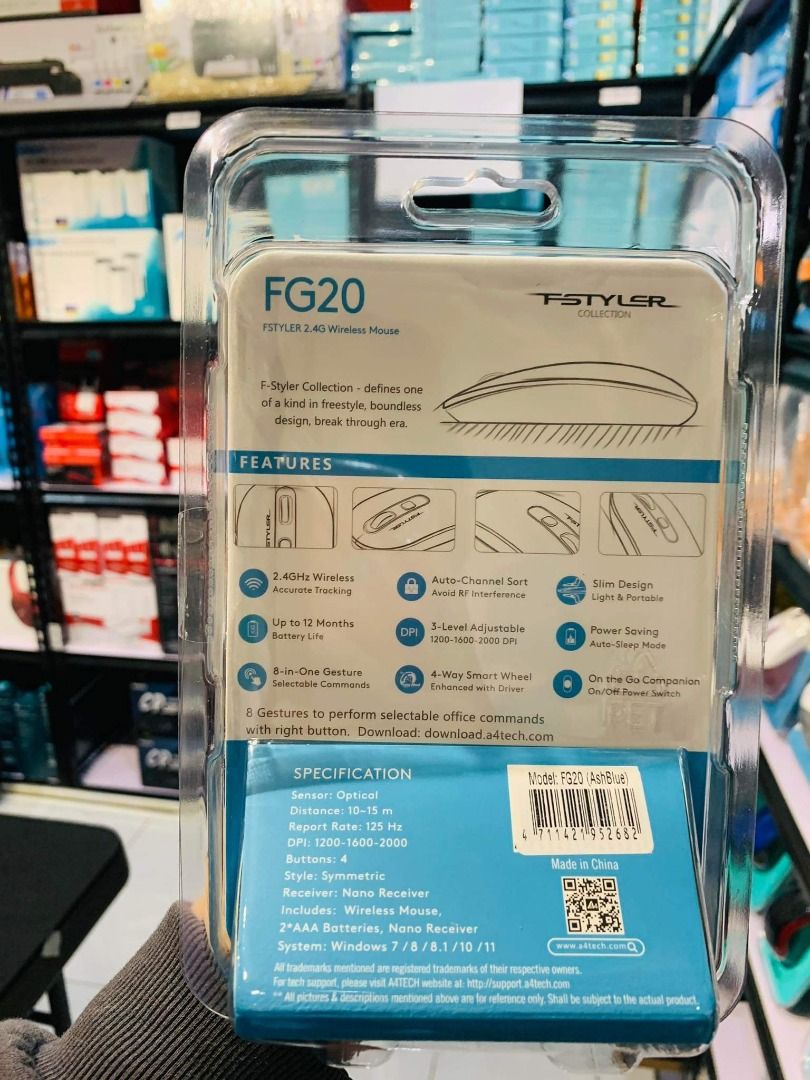 FG20
FSTYLER 2.4G Wireless Mouse
FSTYLER
COLLECTION
F-Styler Collection - defines one
of a kind in freestyle, boundless
design, break through era.
FEATURES
2.4GHz Wireless
Accurate Tracking
Auto-Channel Sort
Avoid RF Interference
Slim Design
Light & Portable
Up to 12 Months
Battery Life
DPI
3-Level Adjustable
1200-1600-2000 DPI
Power Saving
Auto-Sleep Mode
8-in-One Gesture
Selectable Commands
4-Way Smart Wheel
Enhanced with Driver
On the Go Companion
On/Off Power Switch
PET
8 Gestures to perform selectable office commands
with right button. Download: download.a4tech.com
SPECIFICATION
Sensor: Optical
Distance: 10~15 m
Report Rate: 125 Hz
DPI: 1200-1600-2000
Buttons: 4
Style: Symmetric
Receiver: Nano Receiver
Includes: Wireless Mouse,
2*AAA Batteries, Nano Receiver
System: Windows 7 / 8 / 8.1 / 10 / 11
Model: FG20 (AshBlue)
4 711421 952682
Made in China
www.a4tech.com
All trademarks mentioned are registered trademarks of their respective owners.
For tech support, please visit A4TECH website at: http://support.a4tech.com
** All pictures & descriptions mentioned above are for reference only. Shall be subject to the actual product.